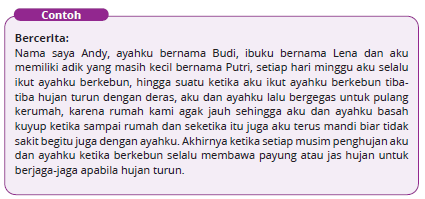 Contoh
Bercerita:
Nama saya Andy, ayahku bernama Budi, ibuku bernama Lena dan aku
memiliki adik yang masih kecil bernama Putri, setiap hari minggu aku selalu
ikut ayahku berkebun, hingga suatu ketika aku ikut ayahku berkebun tiba-
tiba hujan turun dengan deras, aku dan ayahku lalu bergegas untuk pulang
kerumah, karena rumah kami agak jauh sehingga aku dan ayahku basah
kuyup ketika sampai rumah dan seketika itu juga aku terus mandi biar tidak
sakit begitu juga dengan ayahku. Akhirnya ketika setiap musim penghujan aku
dan ayahku ketika berkebun selalu membawa payung atau jas hujan untuk
berjaga-jaga apabila hujan turun.